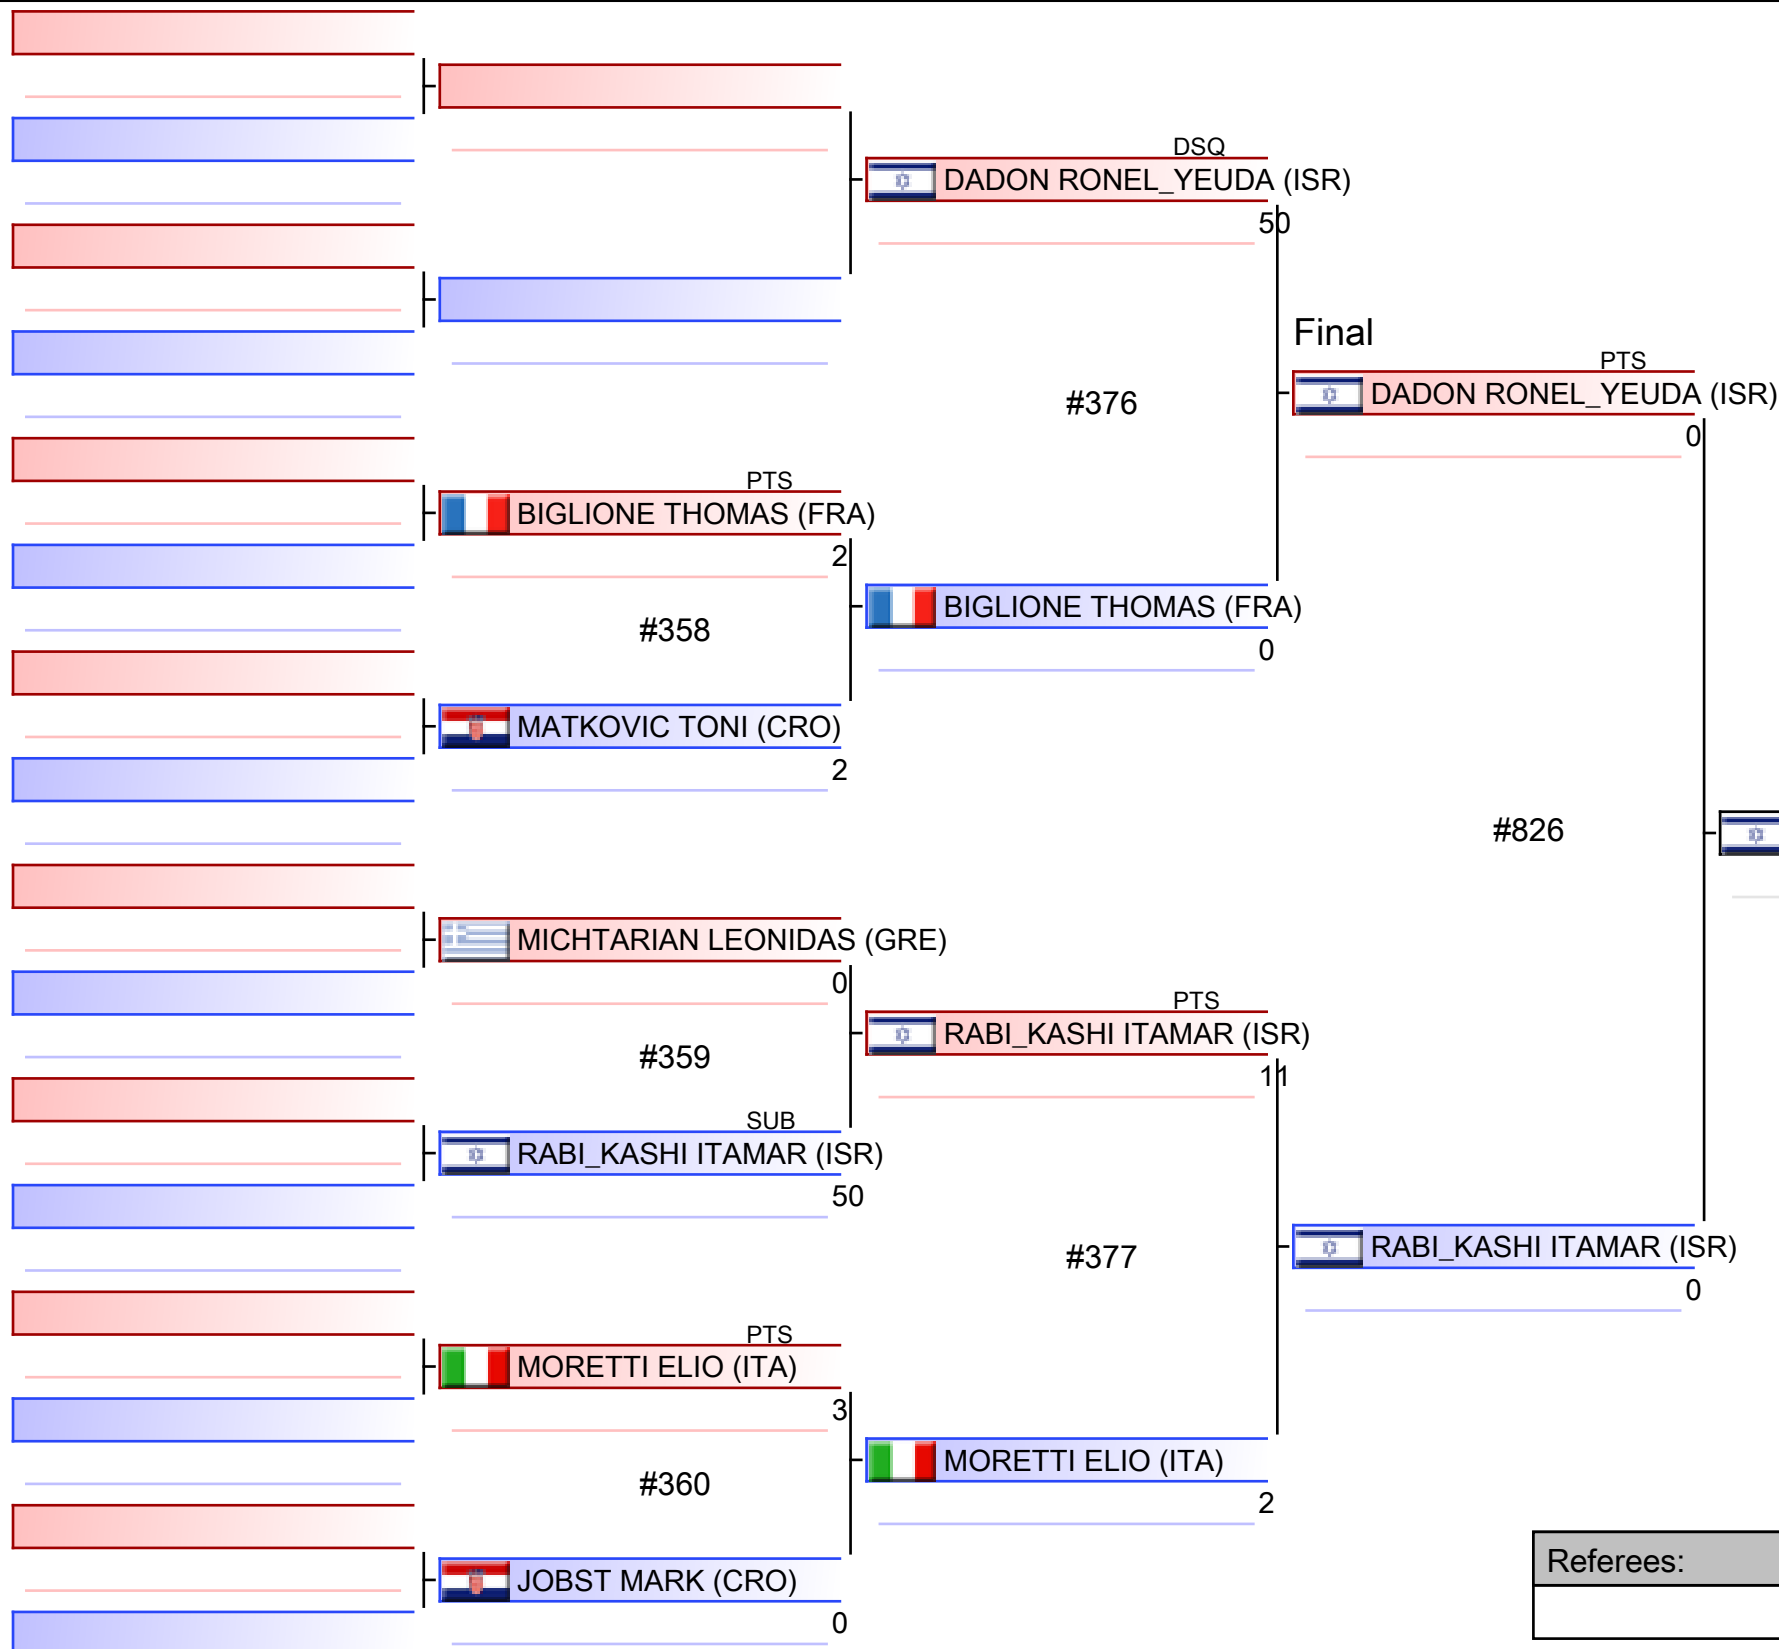 DSQ
DADON RONEL_YEUDA (ISR)
50
Final
PTS
#376
DADON RONEL_YEUDA (ISR)
0
PTS
BIGLIONE THOMAS (FRA)
2
BIGLIONE THOMAS (FRA)
#358
0
MATKOVIC TONI (CRO)
2
#826
MICHTARIAN LEONIDAS (GRE)
0
PTS
RABI_KASHI ITAMAR (ISR)
#359
11
SUB
RABI_KASHI ITAMAR (ISR)
50
#377
RABI_KASHI ITAMAR (ISR)
0
PTS
MORETTI ELIO (ITA)
3
MORETTI ELIO (ITA)
#360
2
Referees:
JOBST MARK (CRO)
0